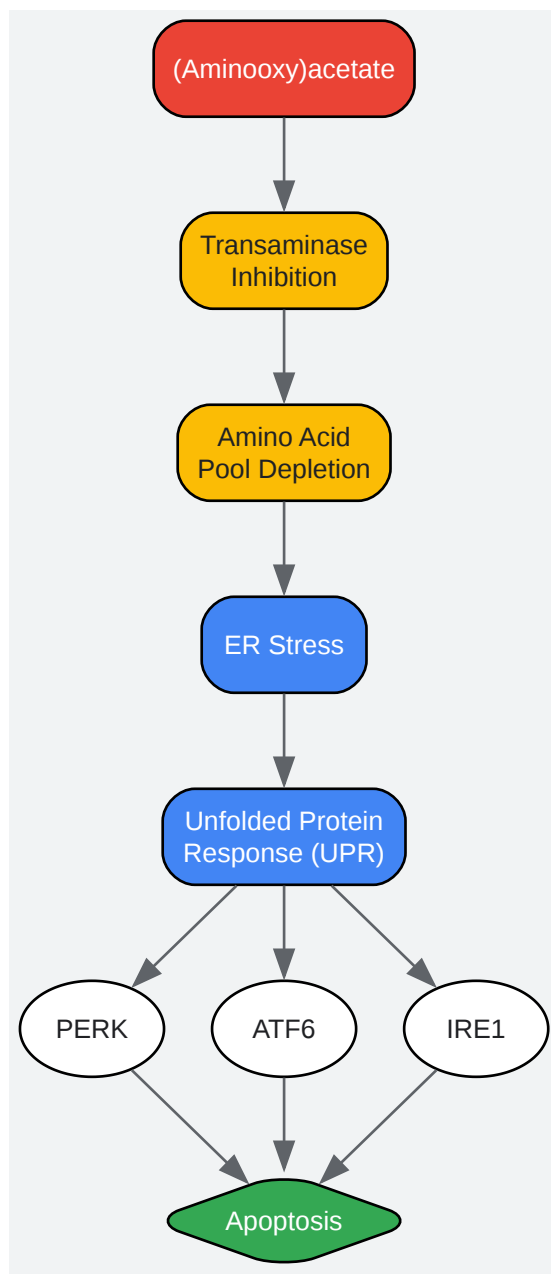 (Aminooxy)acetate
Transaminase
Inhibition
Amino Acid
Pool Depletion
ER Stress
Unfolded Protein
Response (UPR)
PERK
ATF6
IRE1
Apoptosis